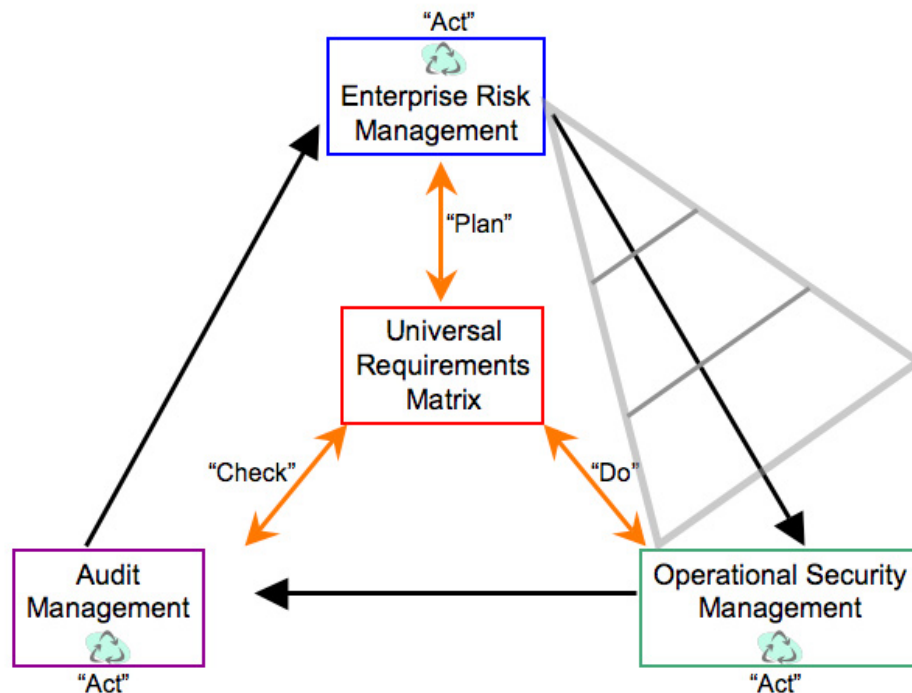 “Act”
Enterprise Risk
Management
“Plan”
Universal
Requirements
Matrix
“Check”
“Do”
Audit
Management
“Act”
Operational Security
Management
“Act”